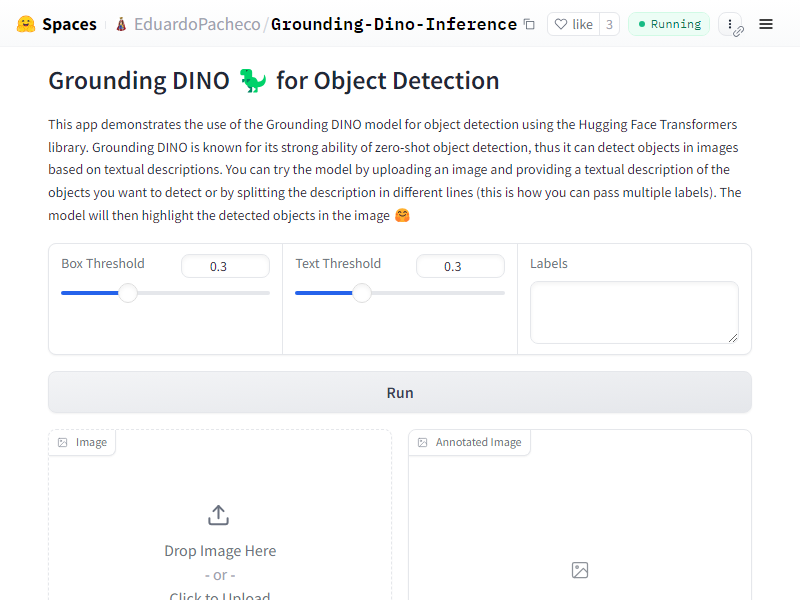 Spaces EduardoPacheco/Grounding-Dino-Inference like 3 Running
Grounding DINO 🦖 for Object Detection
This app demonstrates the use of the Grounding DINO model for object detection using the Hugging Face Transformers
library. Grounding DINO is known for its strong ability of zero-shot object detection, thus it can detect objects in images
based on textual descriptions. You can try the model by uploading an image and providing a textual description of the
objects you want to detect or by splitting the description in different lines (this is how you can pass multiple labels). The
model will then highlight the detected objects in the image 🤗
Box Threshold 0.3 Text Threshold 0.3 Labels
Run
Image Annotated Image
Drop Image Here
- or -
Click to Upload